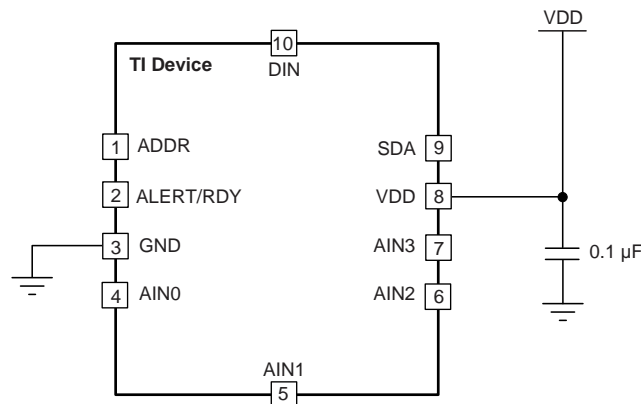 VDD
10
TI Device
DIN
1 ADDR
SDA 9
2 ALERT/RDY
VDD 8
3 GND
AIN3 7
0.1 µF
4 AIN0
AIN2 6
AIN1
5